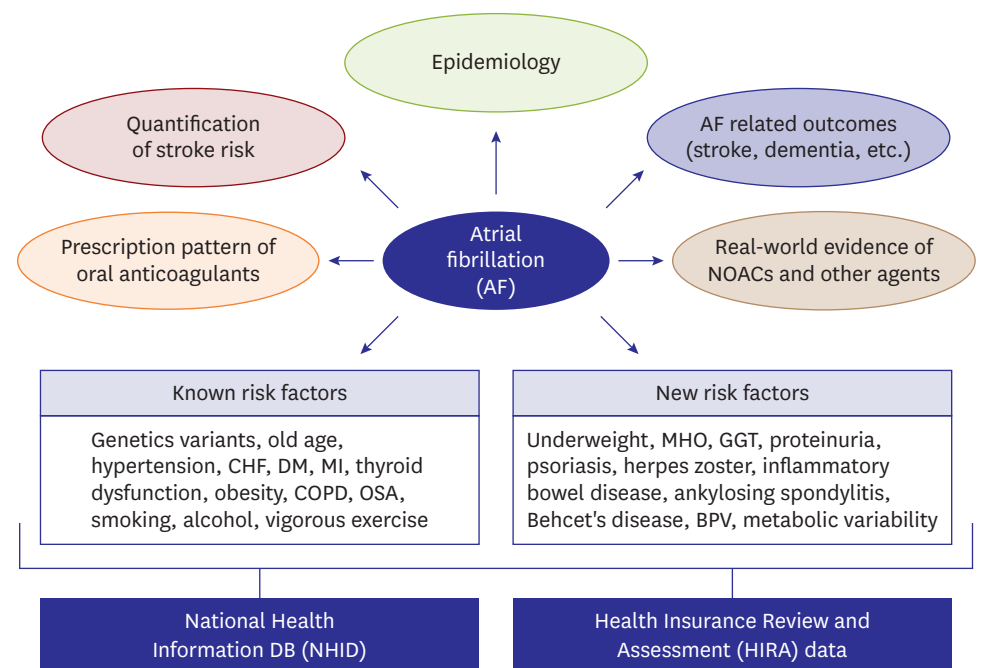 Epidemiology
Quantification
of stroke risk
AF related outcomes
(stroke, dementia, etc.)
Prescription pattern of
oral anticoagulants
Atrial
fibrillation
(AF)
Real-world evidence of
NOACs and other agents
Known risk factors
Genetics variants, old age,
hypertension, CHF, DM, MI, thyroid
dysfunction, obesity, COPD, OSA,
smoking, alcohol, vigorous exercise
New risk factors
Underweight, MHO, GGT, proteinuria,
psoriasis, herpes zoster, inflammatory
bowel disease, ankylosing spondylitis,
Behcet's disease, BPV, metabolic variability
National Health
Information DB (NHID)
Health Insurance Review and
Assessment (HIRA) data